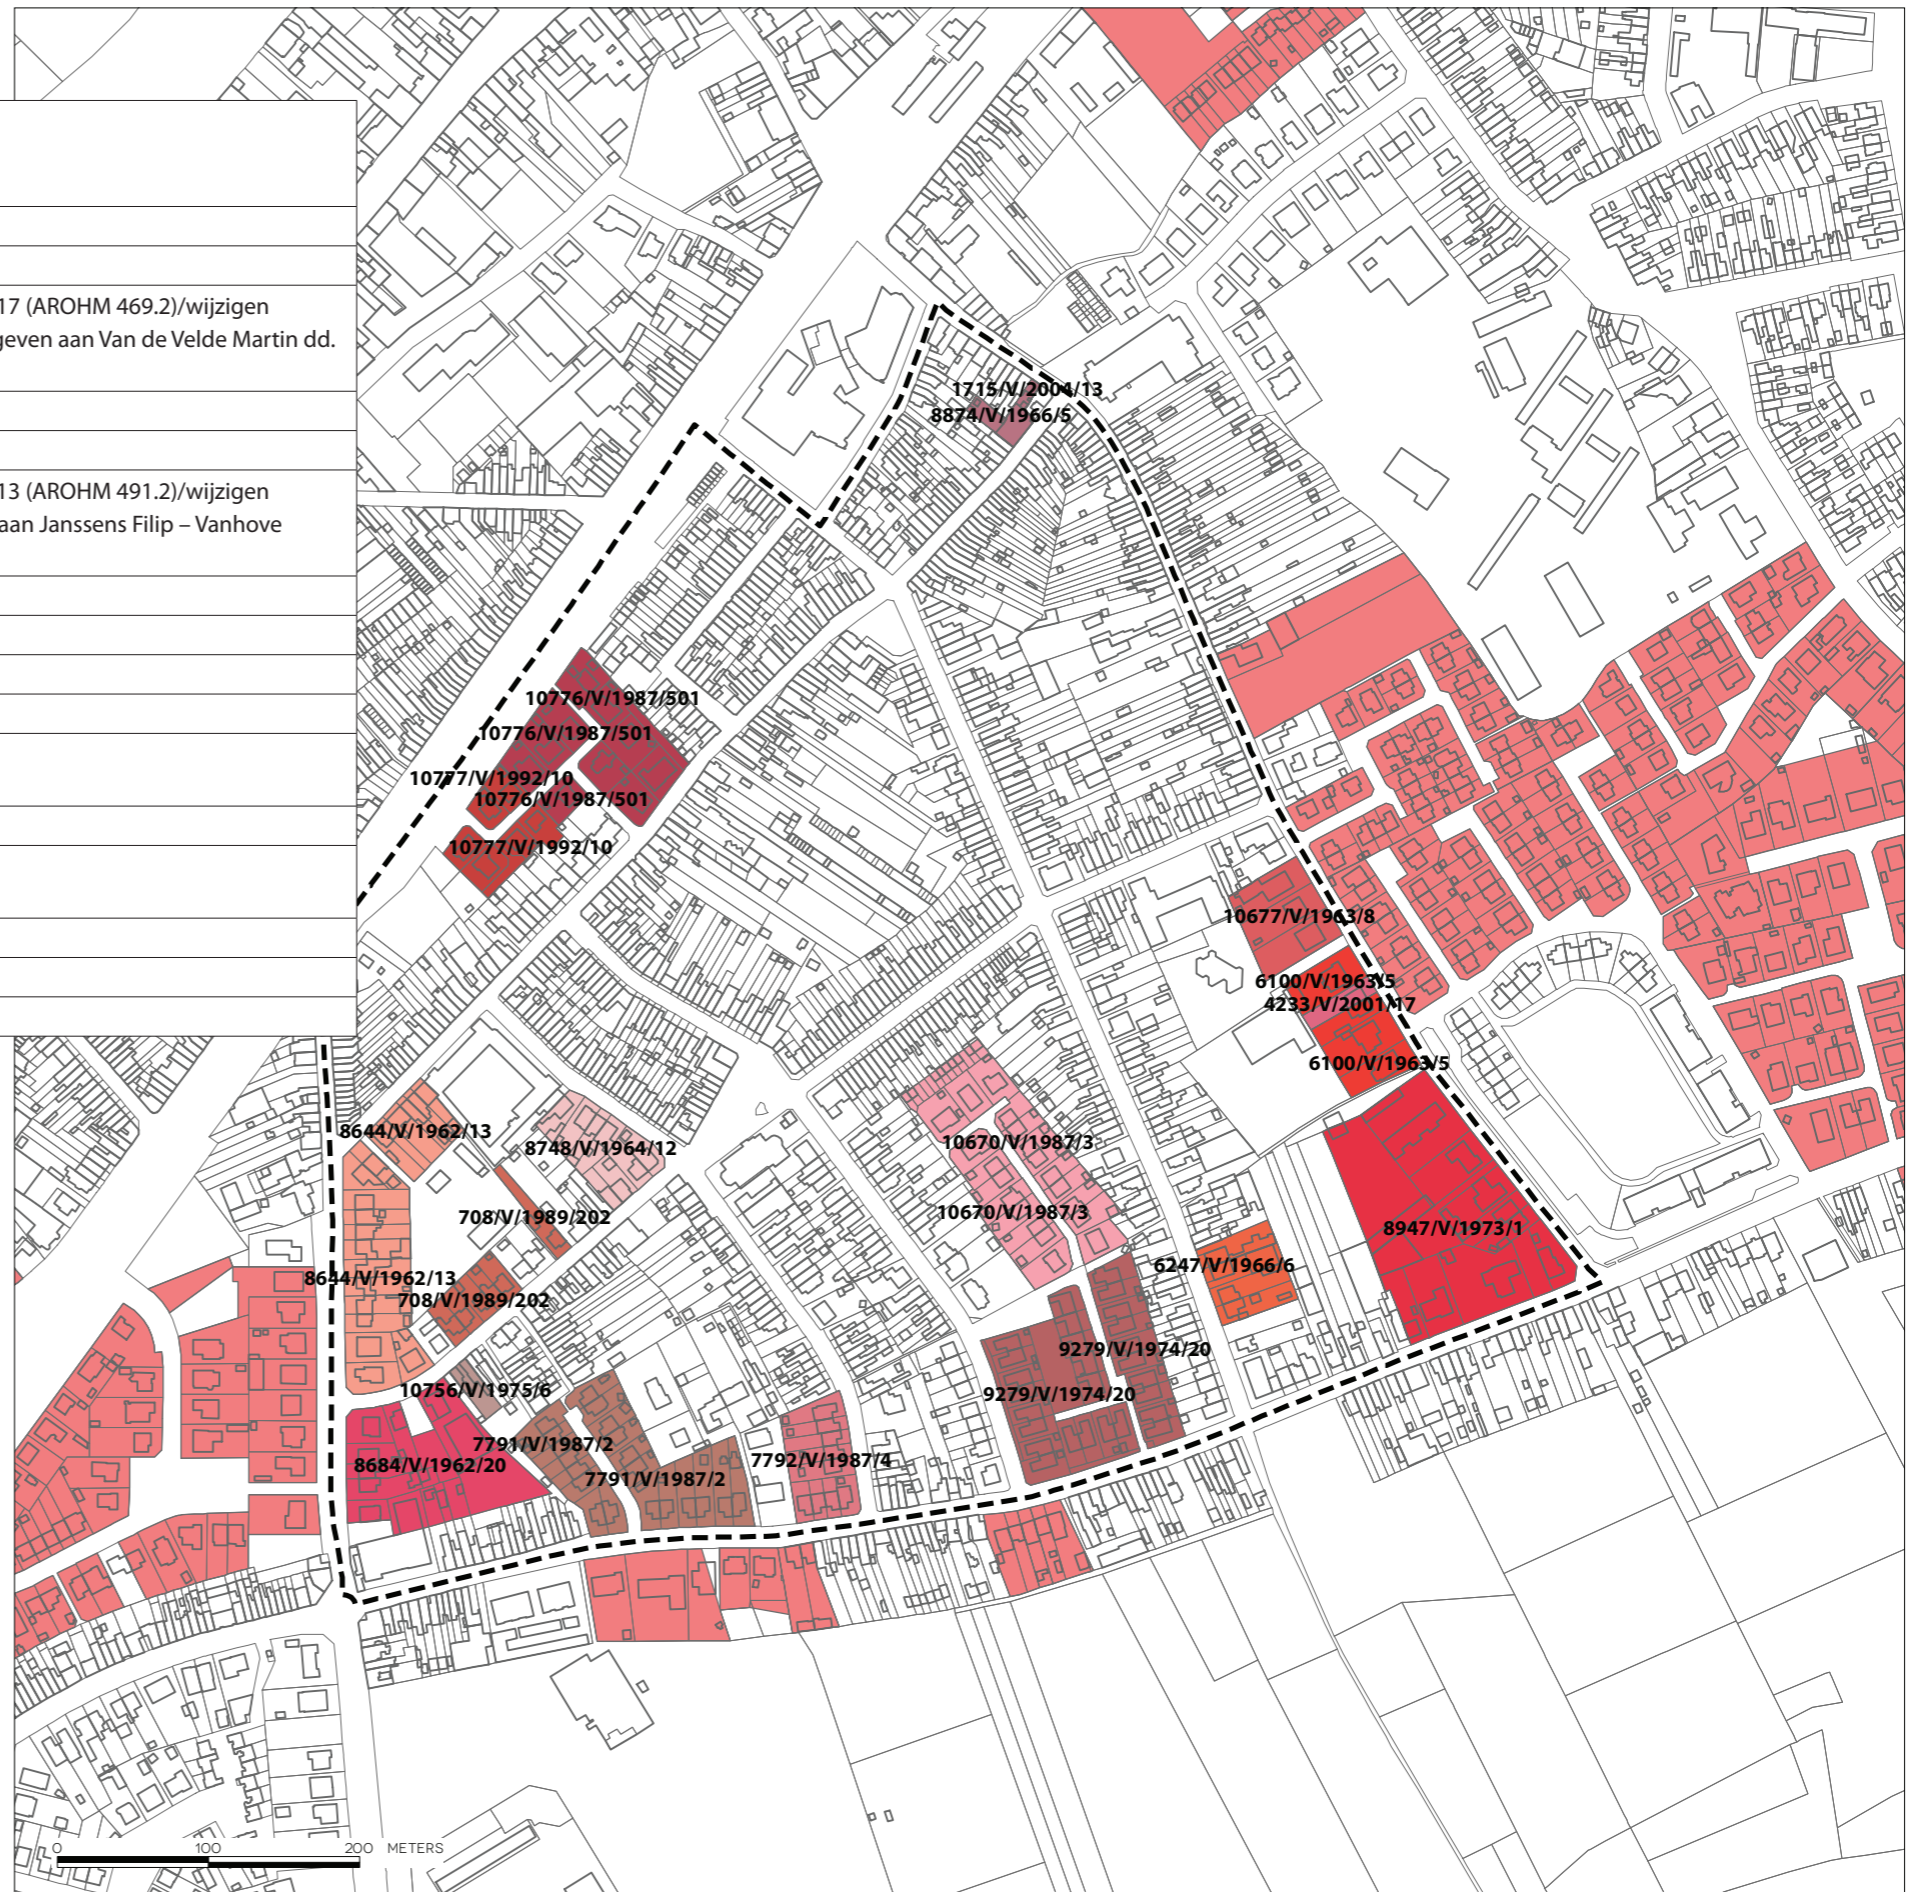 17 (AROHM 469.2)/wijzigen
geven aan Van de Velde Martin dd.
13 (AROHM 491.2)/wijzigen
aan Janssens Filip – Vanhove
1715/V/2004/13
8874/V/1966/5
10776/V/1987/501
10776/V/1987/501
10777/V/1992/10
10776/V/1987/501
10777/V/1992/10
10677/V/1963/8
6100/V/1963/5
4233/V/2001/17
6100/V/1963/5
8644/V/1962/13
8748/V/1964/12
10670/V/1987/3
708/V/1989/202
10670/V/1987/3
8947/V/1973/1
6247/V/1966/6
8644/V/1962/13
708/V/1989/202
9279/V/1974/20
10756/V/1975/6
9279/V/1974/20
7791/V/1987/2
7792/V/1987/4
8684/V/1962/20
7791/V/1987/2
0 100 200 METERS